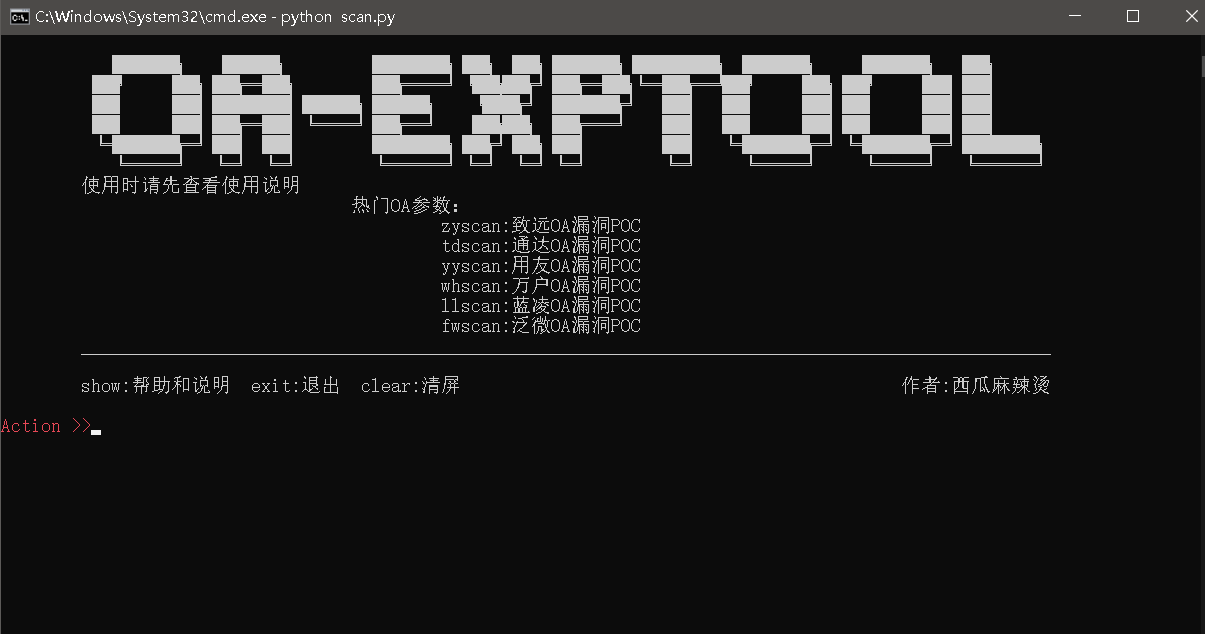 C:\Windows\System32\cmd.exe - python  scan.py
OA-EXPTOOL
使用时请先查看使用说明
热门OA参数：
zyscan:致远OA漏洞POC
tdscan:通达OA漏洞POC
yyscan:用友OA漏洞POC
whscan:万户OA漏洞POC
llscan:蓝凌OA漏洞POC
fwscan:泛微OA漏洞POC
show:帮助和说明  exit:退出  clear:清屏 作者:西瓜麻辣烫
Action >>